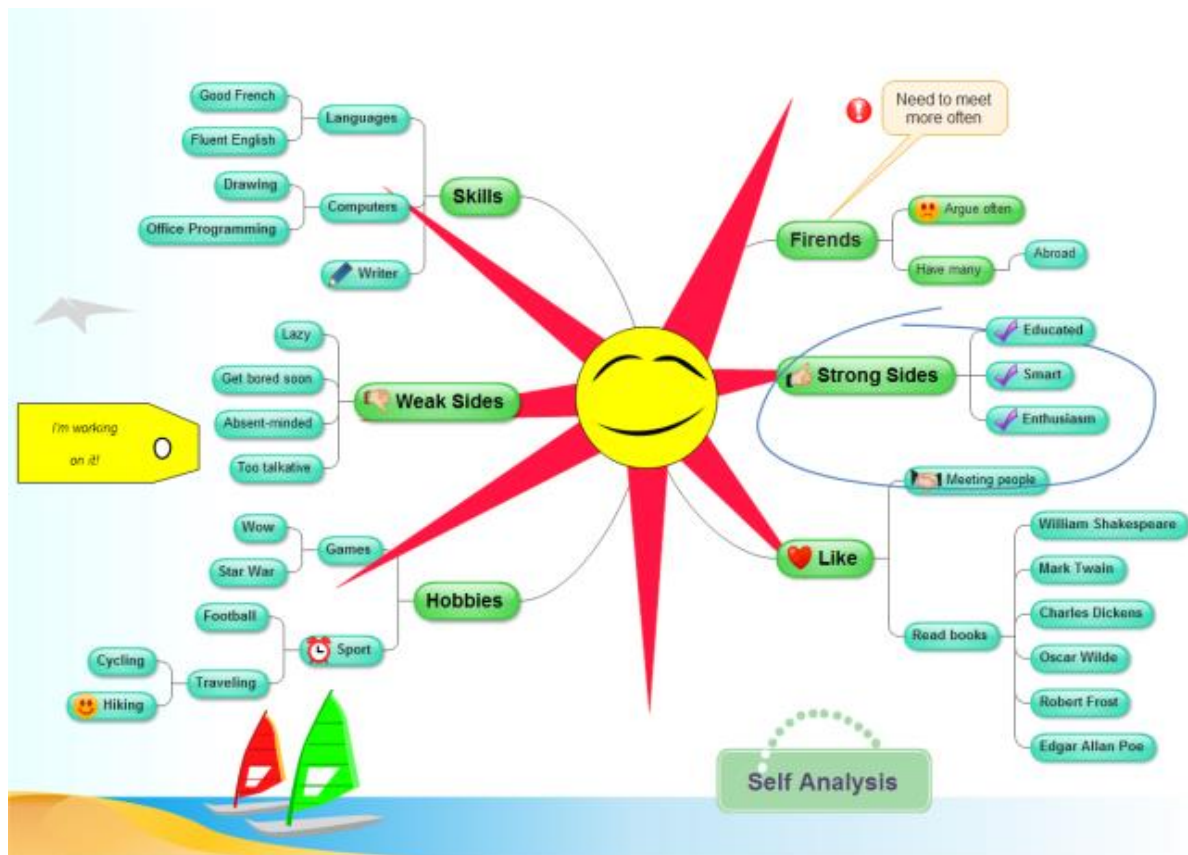 Good French
Fluent English
Languages
Drawing
Office Programming
Computers
Writer
Skills
Lazy
Get bored soon
Absent-minded
Too talkative
Weak Sides
I'm working
on it!
Wow
Star War
Games
Football
Cycling
Hiking
Traveling
Sport
Hobbies
Need to meet
more often
Firends
Argue often
Have many
Abroad
Strong Sides
Educated
Smart
Enthusiasm
Like
Meeting people
Read books
William Shakespeare
Mark Twain
Charles Dickens
Oscar Wilde
Robert Frost
Edgar Allan Poe
Self Analysis